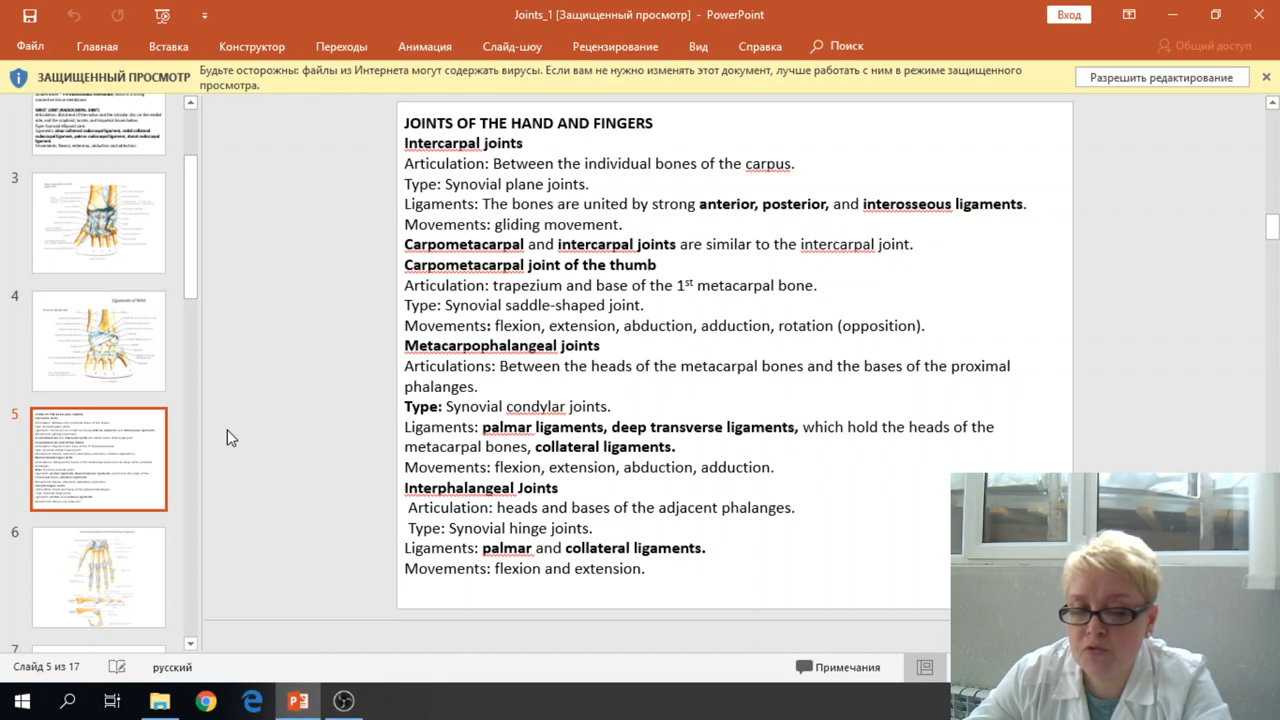 Joints_1 [Защищенный просмотр] - PowerPoint
Вход
Файл
Главная
Вставка
Конструктор
Переходы
Анимация
Слайд-шоу
Рецензирование
Вид
Справка
Поиск
Общий доступ
ЗАЩИЩЕННЫЙ ПРОСМОТР
Будьте осторожны: файлы из Интернета могут содержать вирусы. Если вам не нужно изменять этот документ, лучше работать с ним в режиме защищенного
просмотра.
Разрешить редактирование
3
4
5
6
7
JOINTS OF THE HAND AND FINGERS
Intercarpal joints
Articulation: Between the individual bones of the carpus.
Type: Synovial plane joints.
Ligaments: The bones are united by strong anterior, posterior, and interosseous ligaments.
Movements: gliding movement.
Carpometacarpal and intercarpal joints are similar to the intercarpal joint.
Carpometacarpal joint of the thumb
Articulation: trapezium and base of the 1st metacarpal bone.
Type: Synovial saddle-shaped joint.
Movements: flexion, extension, abduction, adduction, rotation (opposition).
Metacarpophalangeal joints
Articulations: Between the heads of the metacarpal bones and the bases of the proximal
phalanges.
Type: Synovial condylar joints.
Ligaments: palmar ligaments, deep transverse ligaments, which hold the heads of the
metacarpal bones, collateral ligaments.
Movements: flexion, extension, abduction, adduction.
Interphalangeal Joints
Articulation: heads and bases of the adjacent phalanges.
Type: Synovial hinge joints.
Ligaments: palmar and collateral ligaments.
Movements: flexion and extension.
Слайд 5 из 17
русский
Примечания